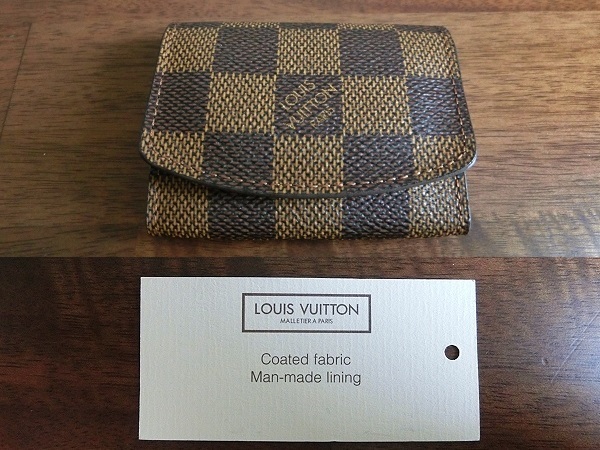 LOUIS
VUITTON
PARIS
LOUIS VUITTON
MALLETIER A PARIS
Coated fabric
Man-made lining